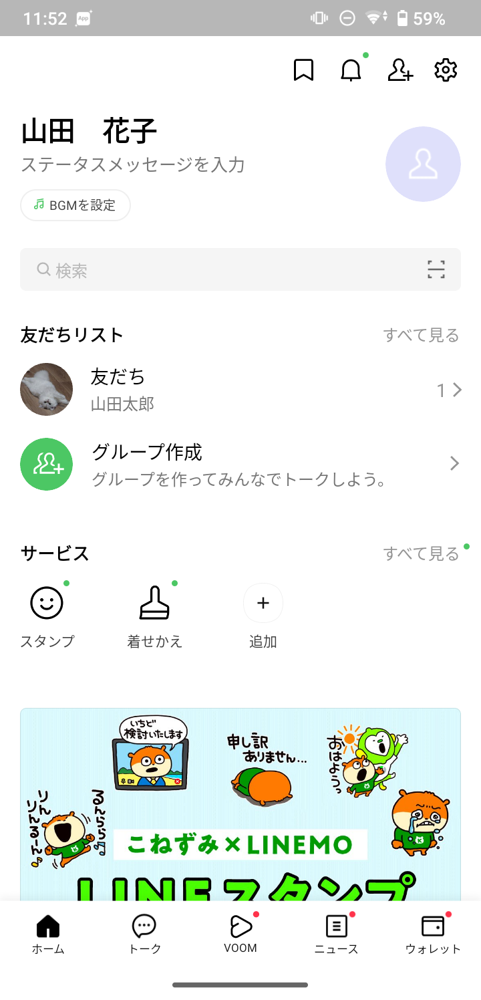 11:52 App 59%
山田　花子
ステータスメッセージを入力
BGMを設定
検索
友だちリスト すべて見る
友だち
山田太郎
1
グループ作成
グループを作ってみんなでトークしよう。
サービス すべて見る
スタンプ 着せかえ 追加
いちど
検討いたします
申し訳
ありません…
おはようっ
りんりんるーん
るんらら
こねずみ×LINEMO
LINEスタンプ
ホーム トーク VOOM ニュース ウォレット